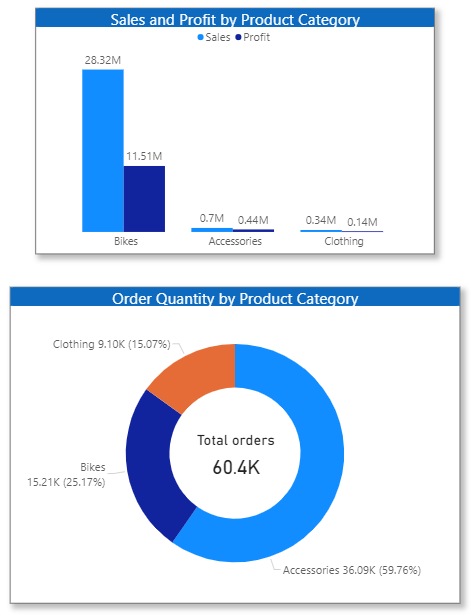 Sales and Profit by Product Category
Sales Profit
28.32M
11.51M
0.7M 0.44M 0.34M 0.14M
Bikes Accessories Clothing
Order Quantity by Product Category
Clothing 9.10K (15.07%)
Total orders
60.4K
Bikes
15.21K (25.17%)
Accessories 36.09K (59.76%)